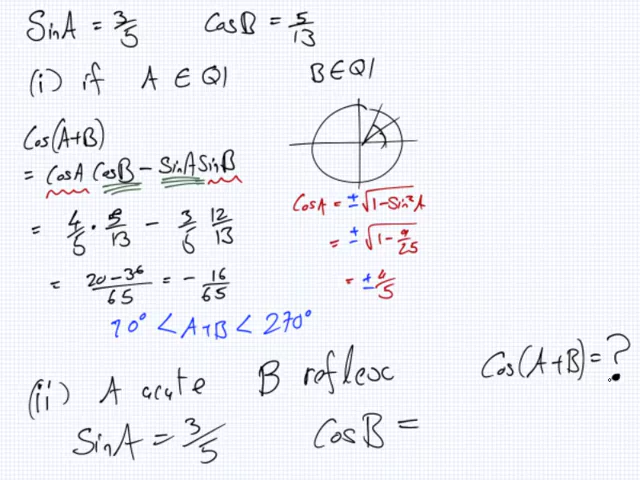 SinA = 3/5 CosB = 5/13
(i) if A ∈ Q1 B ∈ Q1
Cos(A+B)
= CosA CosB − SinA SinB
CosA = ±√(1−Sin²A)
= 4/5 · 5/13 − 3/5 12/13
= ±√(1 − 9/25)
= (20−36)/65 = − 16/65
= ± 4/5
90° < A+B < 270°
(ii) A acute B reflex Cos(A+B) = ?
SinA = 3/5 CosB =